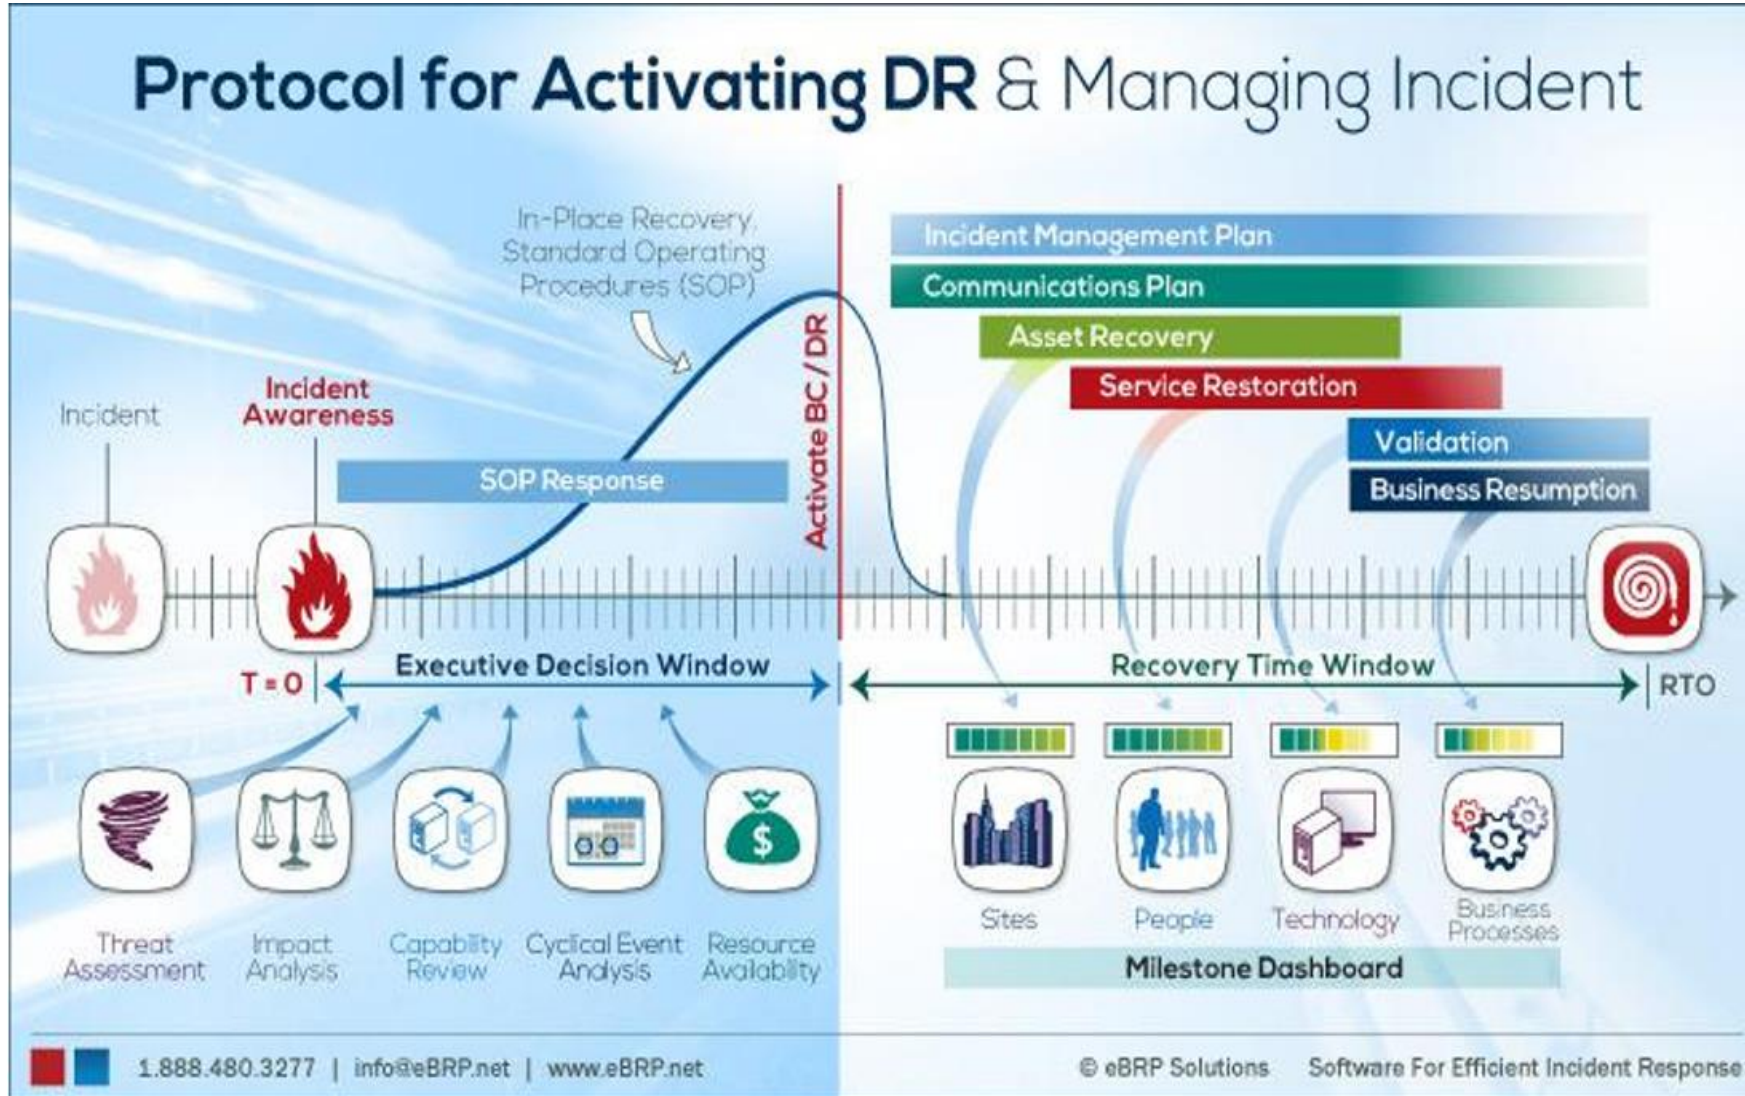 Protocol for Activating DR & Managing Incident
In-Place Recovery,
Standard Operating
Procedures (SOP)
Incident
Incident
Awareness
SOP Response
Activate BC / DR
Incident Management Plan
Communications Plan
Asset Recovery
Service Restoration
Validation
Business Resumption
T = 0
Executive Decision Window
Recovery Time Window
RTO
Threat
Assessment
Impact
Analysis
Capability
Review
Cyclical Event
Analysis
$
Resource
Availability
Sites
People
Technology
Business
Processes
Milestone Dashboard
1.888.480.3277 | info@eBRP.net | www.eBRP.net
© eBRP Solutions
Software For Efficient Incident Response